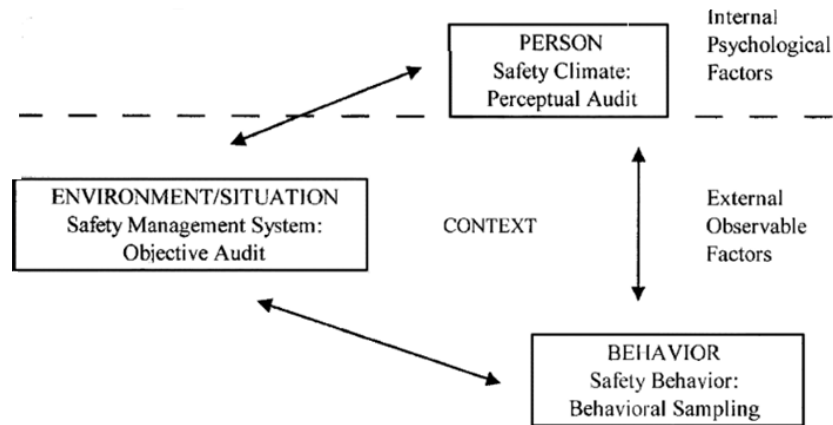 PERSON
Safety Climate:
Perceptual Audit
Internal
Psychological
Factors
ENVIRONMENT/SITUATION
Safety Management System:
Objective Audit
CONTEXT
External
Observable
Factors
BEHAVIOR
Safety Behavior:
Behavioral Sampling